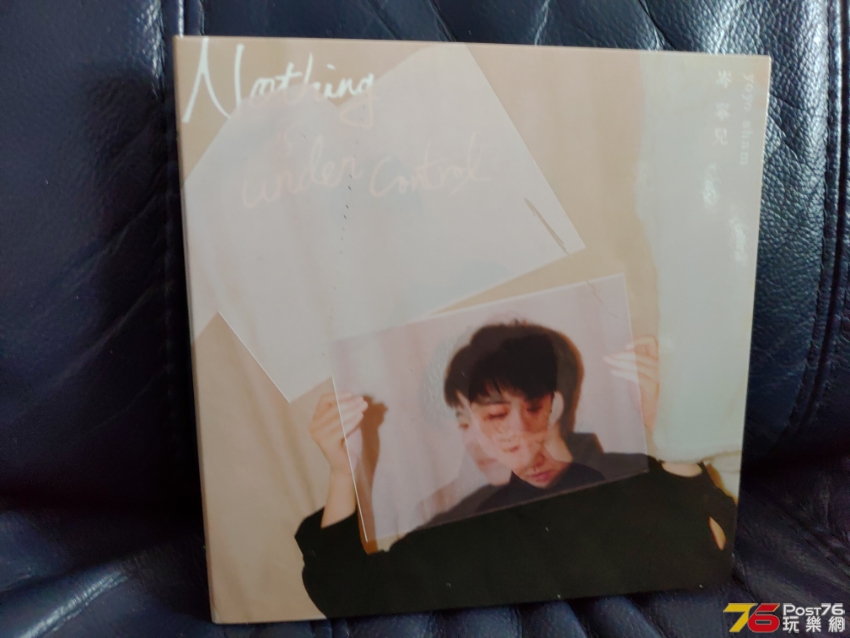 Nothing
under control
yoyo sham
岑寧兒
76 Post76
玩樂網